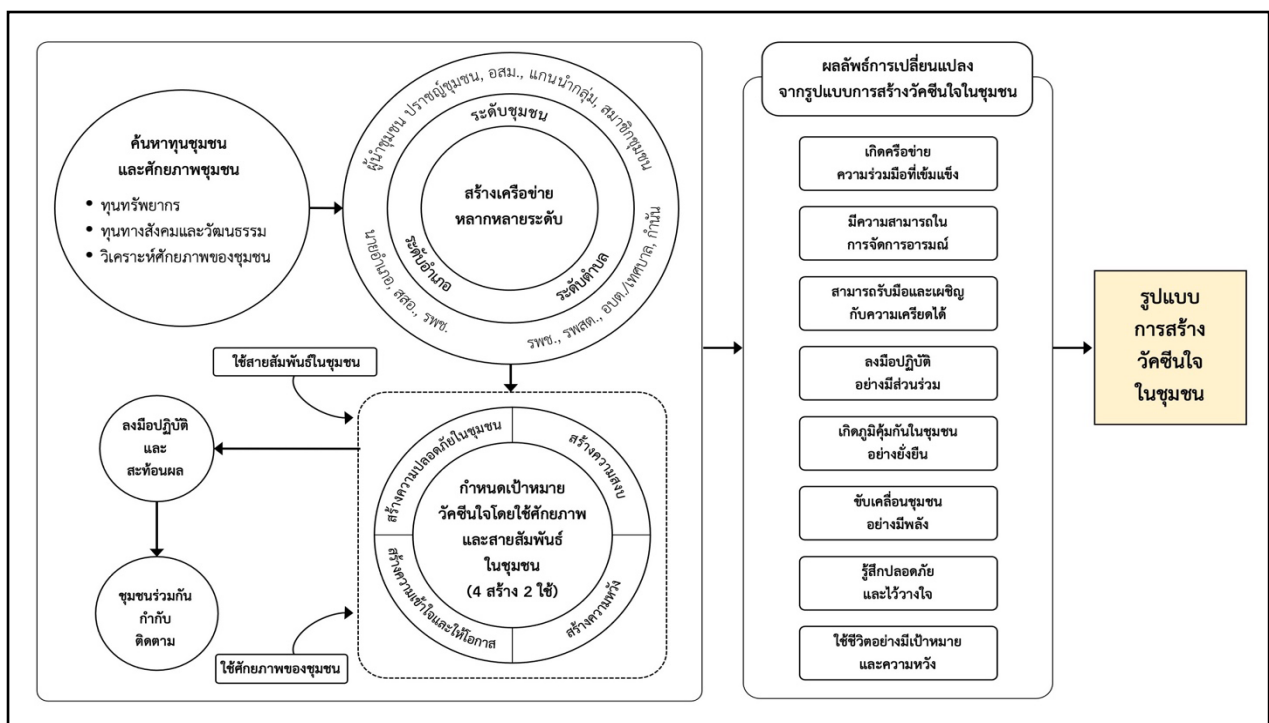 ค้นหาทุนชุมชน
และศักยภาพชุมชน
• ทุนทรัพยากร
• ทุนทางสังคมและวัฒนธรรม
• วิเคราะห์ศักยภาพของชุมชน
ผู้นำชุมชน ปราชญ์ชุมชน, อสม., แกนนำกลุ่ม, สมาชิกชุมชน
ระดับชุมชน
สร้างเครือข่าย
หลากหลายระดับ
ระดับอำเภอ
นายอำเภอ, สสอ., รพช.
ระดับตำบล
รพช., รพสต., อบต./เทศบาล, กำนัน
ใช้สายสัมพันธ์ในชุมชน
สร้างความปลอดภัยในชุมชน
สร้างความสงบ
กำหนดเป้าหมาย
วัคซีนใจโดยใช้ศักยภาพ
และสายสัมพันธ์
ในชุมชน
(4 สร้าง 2 ใช้)
สร้างความเข้าใจและให้โอกาส
สร้างความหวัง
ใช้ศักยภาพของชุมชน
ลงมือปฏิบัติ
และ
สะท้อนผล
ชุมชนร่วมกัน
กำกับ
ติดตาม
ผลลัพธ์การเปลี่ยนแปลง
จากรูปแบบการสร้างวัคซีนใจในชุมชน
เกิดครือข่าย
ความร่วมมือที่เข้มแข็ง
มีความสามารถใน
การจัดการอารมณ์
สามารถรับมือและเผชิญ
กับความเครียดได้
ลงมือปฏิบัติ
อย่างมีส่วนร่วม
เกิดภูมิคุ้มกันในชุมชน
อย่างยั่งยืน
ขับเคลื่อนชุมชน
อย่างมีพลัง
รู้สึกปลอดภัย
และไว้วางใจ
ใช้ชีวิตอย่างมีเป้าหมาย
และความหวัง
รูปแบบ
การสร้าง
วัคซีนใจ
ในชุมชน